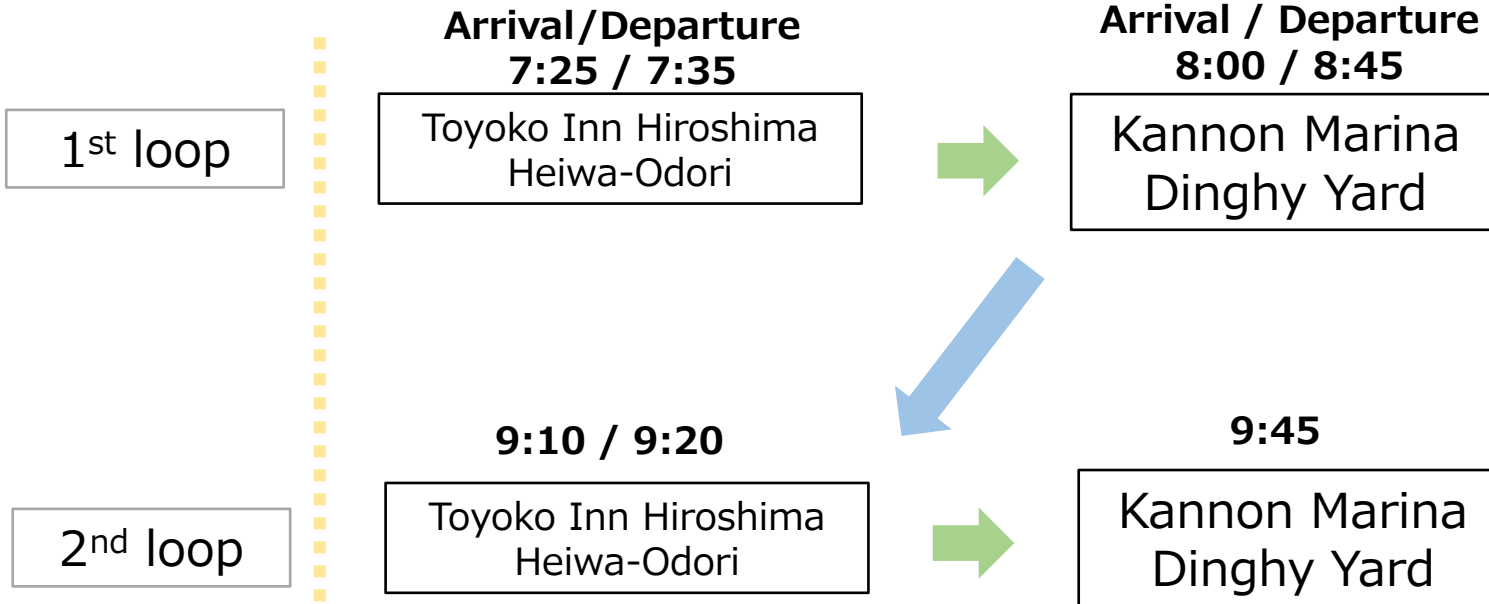 Arrival/Departure
7:25 / 7:35
Arrival / Departure
8:00 / 8:45
1st loop
Toyoko Inn Hiroshima
Heiwa-Odori
Kannon Marina
Dinghy Yard
9:10 / 9:20
9:45
2nd loop
Toyoko Inn Hiroshima
Heiwa-Odori
Kannon Marina
Dinghy Yard